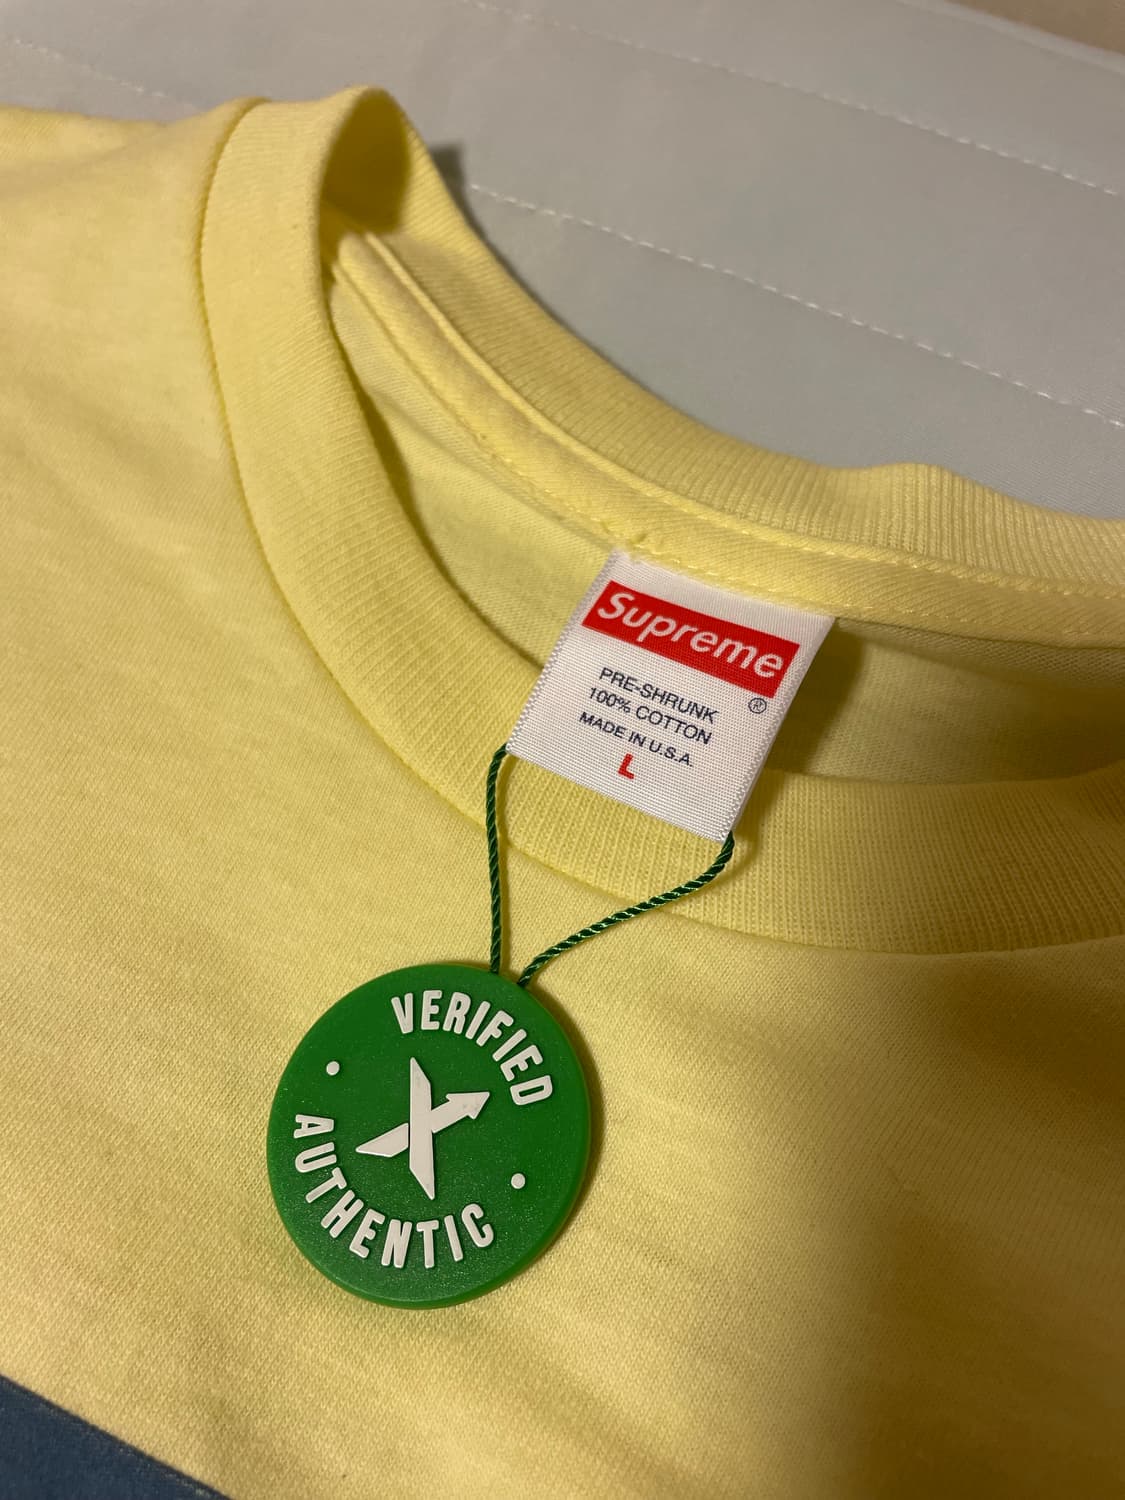 Supreme
®
PRE-SHRUNK
100% COTTON
MADE IN U.S.A.
L
VERIFIED
X
AUTHENTIC